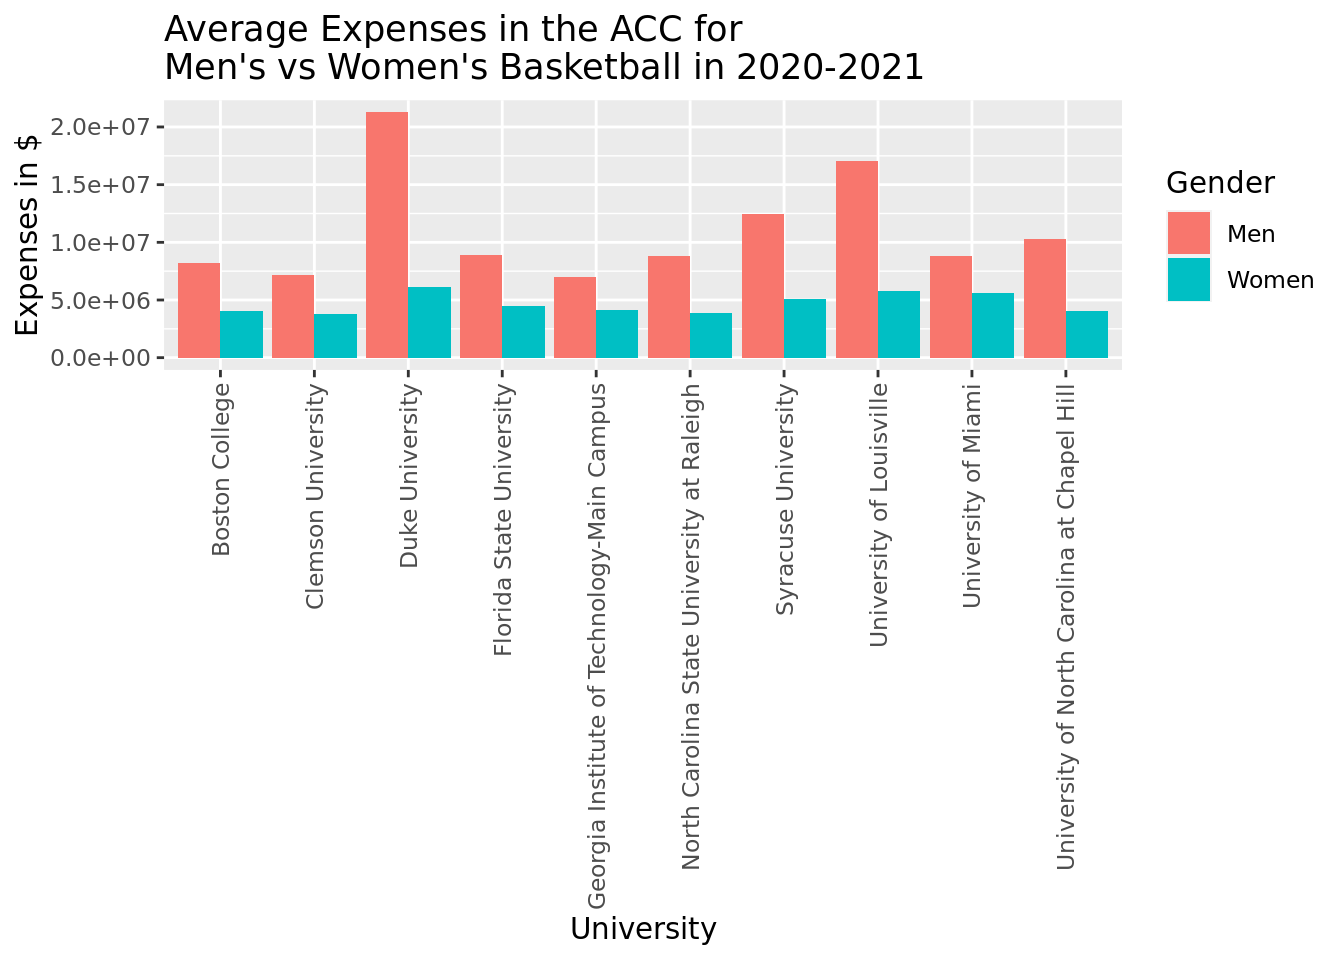 Average Expenses in the ACC for
Men's vs Women's Basketball in 2020-2021
Expenses in $
2.0e+07
1.5e+07
1.0e+07
5.0e+06
0.0e+00
Gender
Men
Women
Boston College
Clemson University
Duke University
Florida State University
Georgia Institute of Technology-Main Campus
North Carolina State University at Raleigh
Syracuse University
University of Louisville
University of Miami
University of North Carolina at Chapel Hill
University